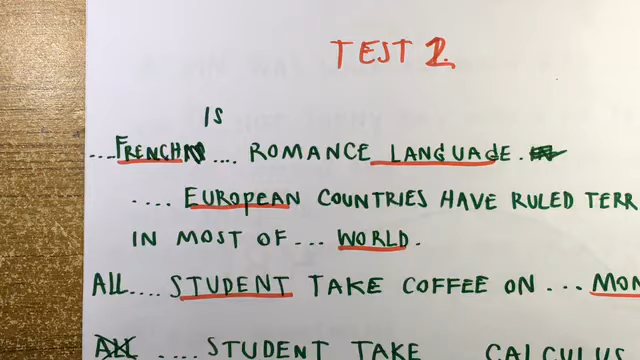 TEST 2
IS
....FRENCH .... ROMANCE LANGUAGE.
.... EUROPEAN COUNTRIES HAVE RULED TERR
IN MOST OF ... WORLD.
ALL.... STUDENT TAKE COFFEE ON ... MON
ALL .... STUDENT TAKE CALCULUS